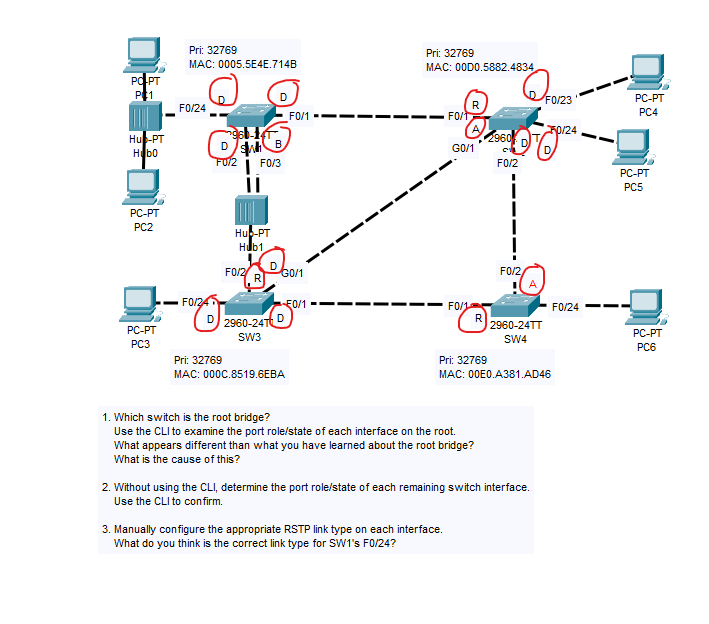 Pri: 32769
MAC: 0005.5E4E.714B
Pri: 32769
MAC: 00D0.5882.4834
PC-PT
PC1
D
D
F0/24
F0/1
2960-24TT
SW1
D
B
F0/2
F0/3
Hub-PT
Hub0
PC-PT
PC2
R
D
F0/1
F0/23
A
2960
TT
D
D
F0/24
G0/1
F0/2
PC-PT
PC4
PC-PT
PC5
Hub-PT
Hub1
D
F0/2
R
G0/1
F0/2
A
F0/24
F0/1
D
D
2960-24TT
SW3
PC-PT
PC3
F0/1
F0/24
R
2960-24TT
SW4
PC-PT
PC6
Pri: 32769
MAC: 000C.8519.6EBA
Pri: 32769
MAC: 00E0.A381.AD46
1. Which switch is the root bridge?
Use the CLI to examine the port role/state of each interface on the root.
What appears different than what you have learned about the root bridge?
What is the cause of this?
2. Without using the CLI, determine the port role/state of each remaining switch interface.
Use the CLI to confirm.
3. Manually configure the appropriate RSTP link type on each interface.
What do you think is the correct link type for SW1's F0/24?